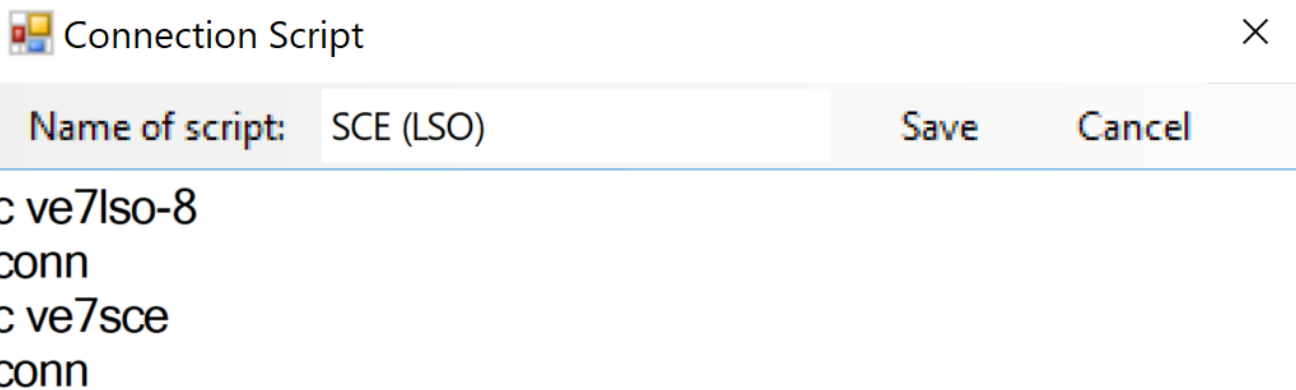 Connection Script
Name of script: SCE (LSO) Save Cancel
c ve7lso-8
conn
c ve7sce
conn